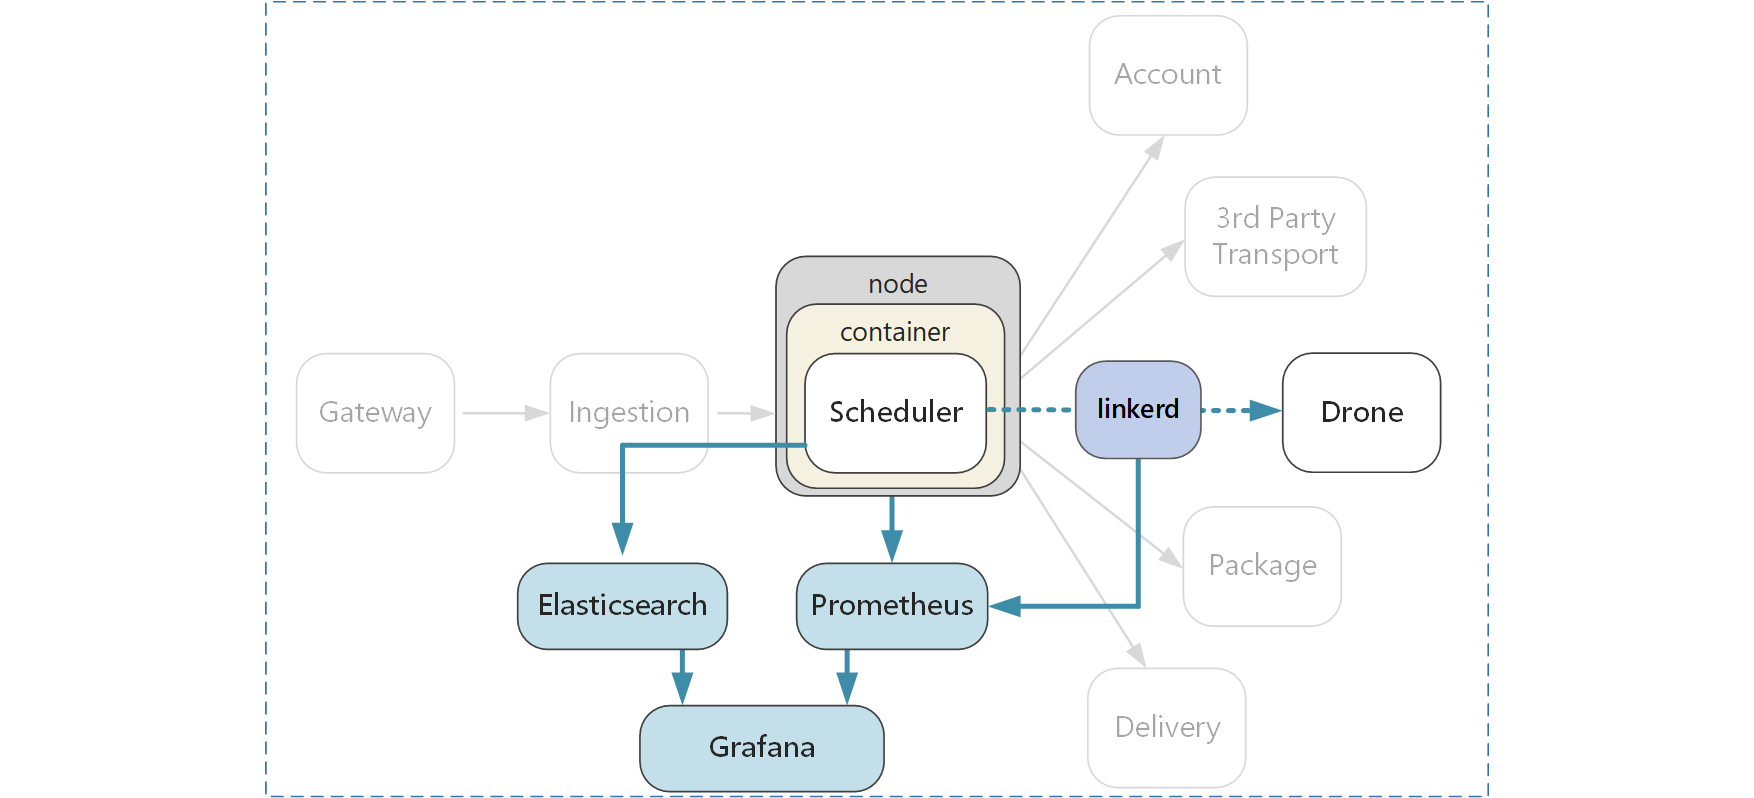 Account
3rd Party
Transport
node
container
Gateway
Ingestion
Scheduler
linkerd
Drone
Package
Elasticsearch
Prometheus
Delivery
Grafana